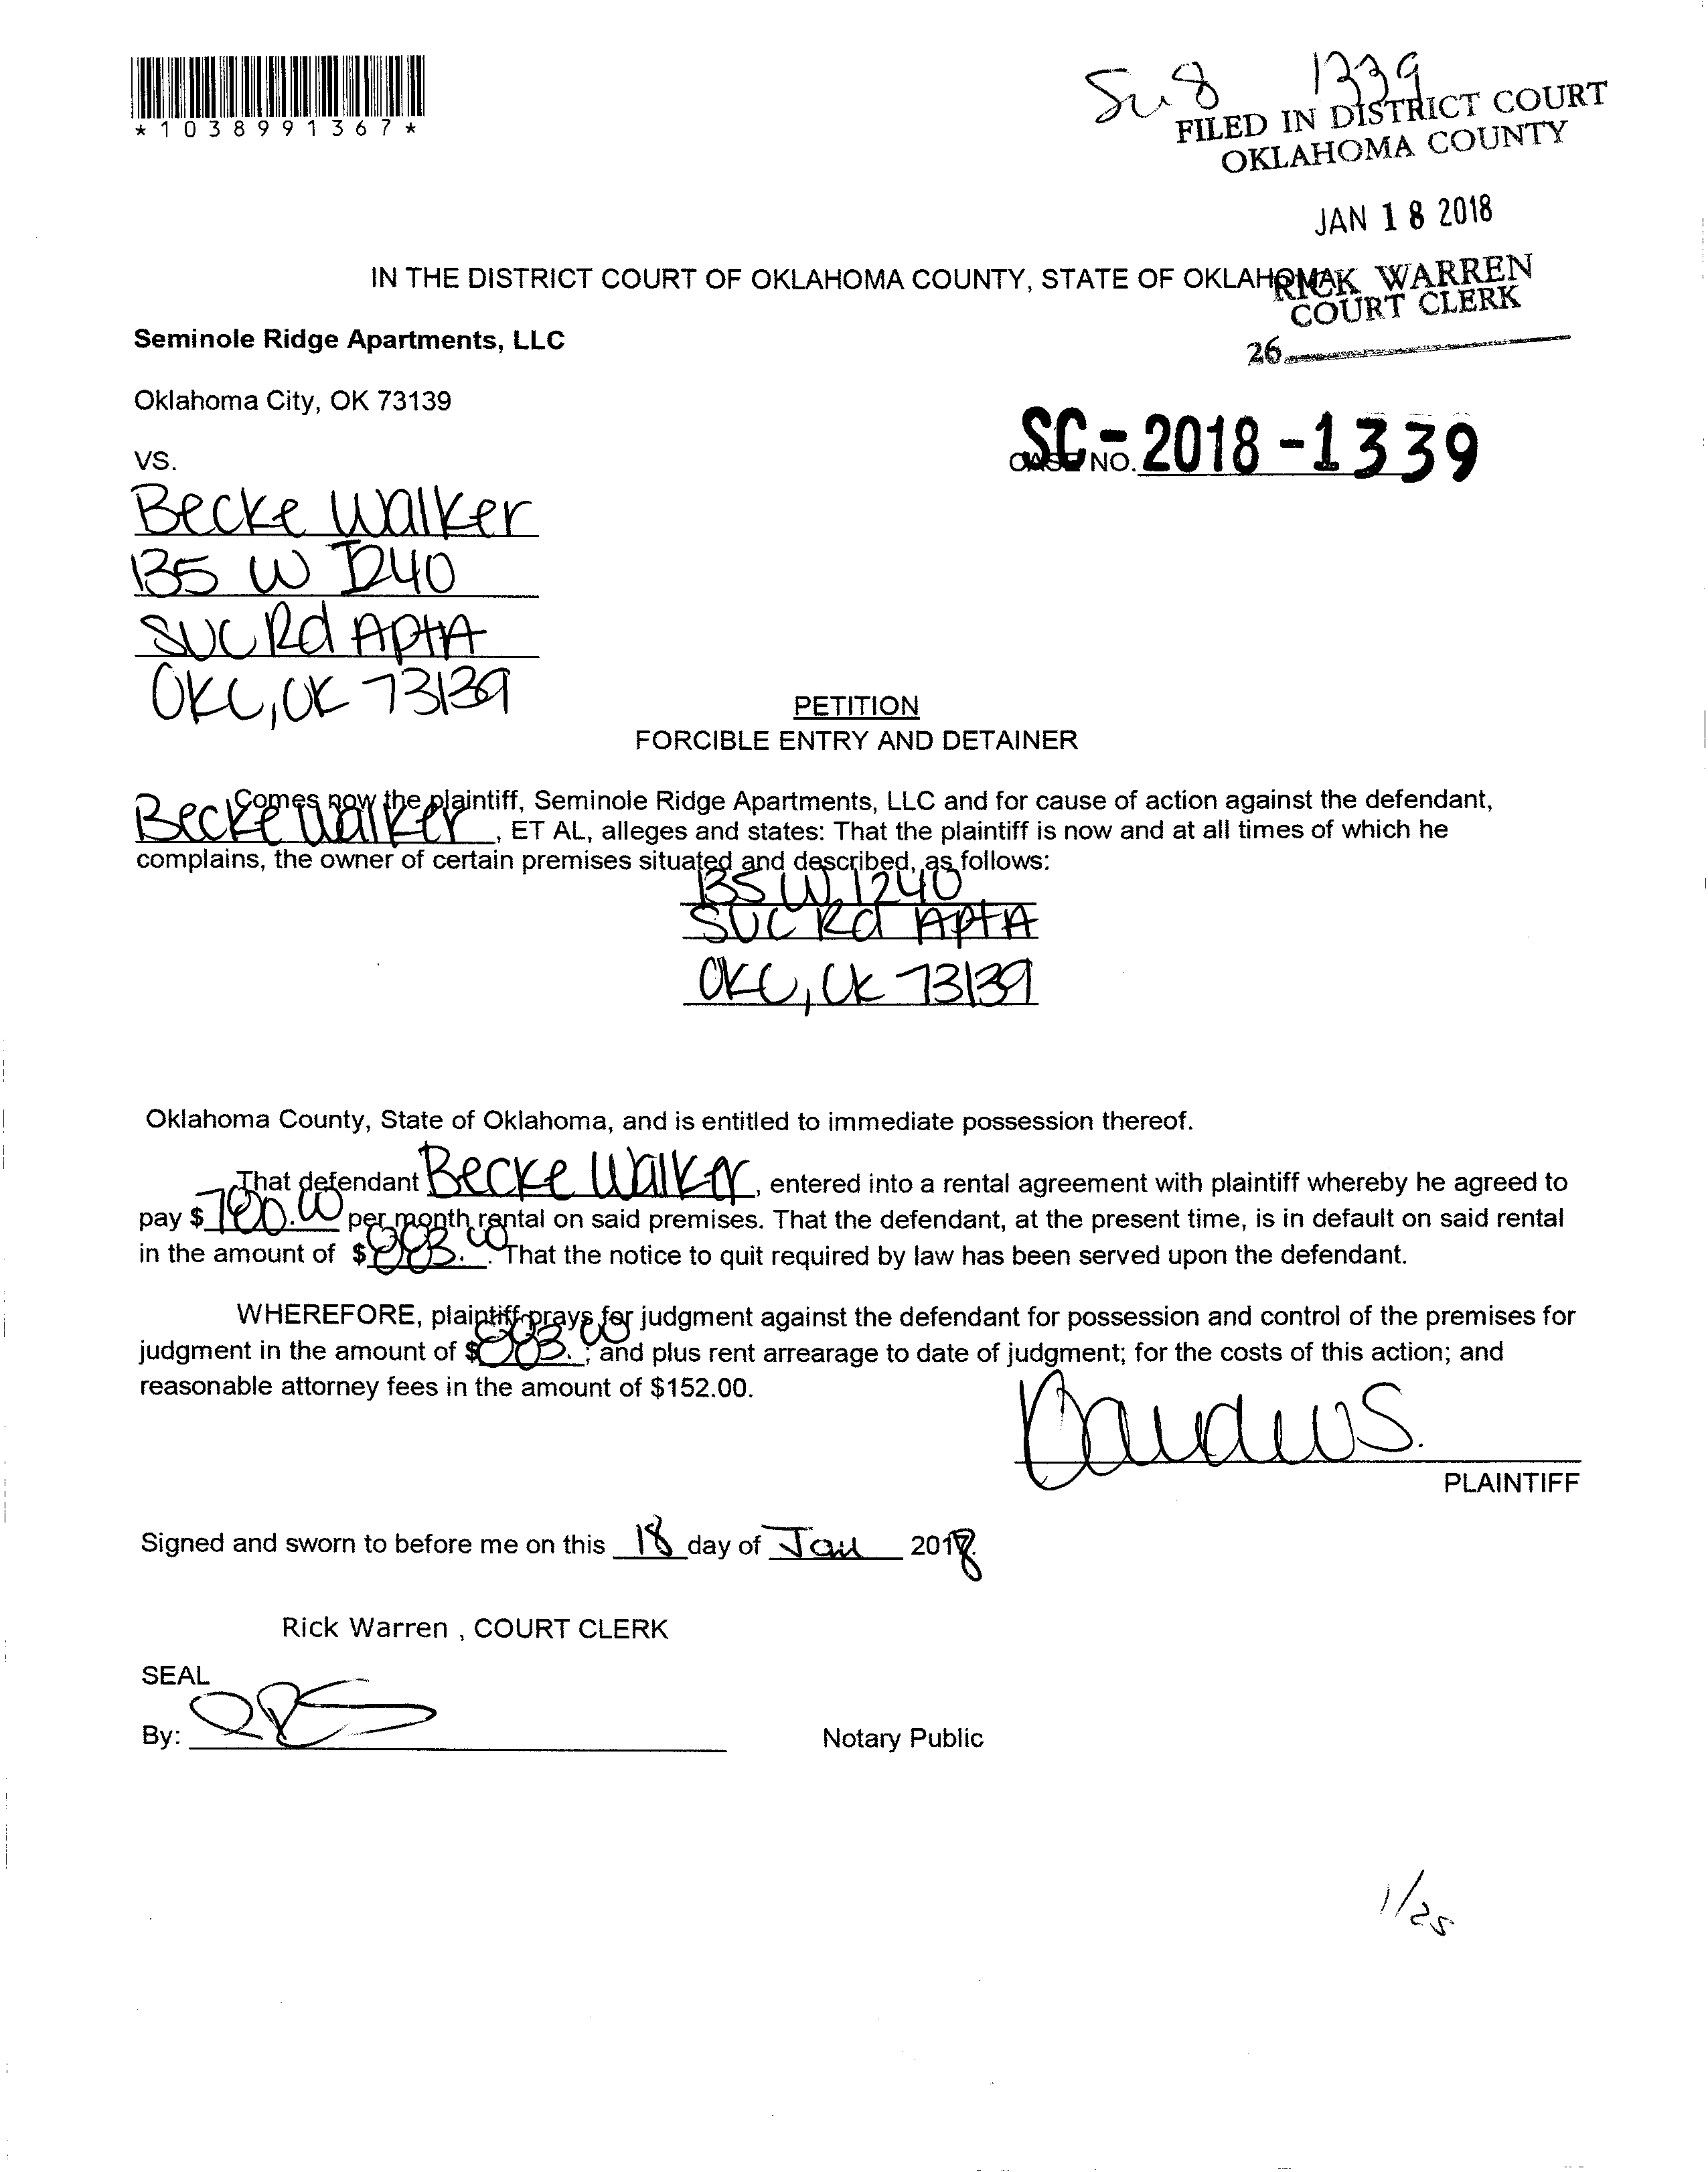 *1038991367*
1339
FILED IN DISTRICT COURT
OKLAHOMA COUNTY
JAN 18 2018
IN THE DISTRICT COURT OF OKLAHOMA COUNTY, STATE OF OKLAHOMA
RICK WARREN
COURT CLERK
26
Seminole Ridge Apartments, LLC
Oklahoma City, OK 73139
SC-2018-1339
CASE NO.
VS.
Becke Walker
135 W I240
SVC Rd Apt A
OKC, OK 73139
PETITION
FORCIBLE ENTRY AND DETAINER
Comes now the plaintiff, Seminole Ridge Apartments, LLC and for cause of action against the defendant,
Becke Walker, ET AL, alleges and states: That the plaintiff is now and at all times of which he
complains, the owner of certain premises situated and described, as follows:
135 W I240
SVC Rd Apt A
OKC, OK 73139
Oklahoma County, State of Oklahoma, and is entitled to immediate possession thereof.
That defendant Becke Walker, entered into a rental agreement with plaintiff whereby he agreed to
pay $ per month rental on said premises. That the defendant, at the present time, is in default on said rental
in the amount of $ . That the notice to quit required by law has been served upon the defendant.
WHEREFORE, plaintiff prays for judgment against the defendant for possession and control of the premises for
judgment in the amount of $ ; and plus rent arrearage to date of judgment; for the costs of this action; and
reasonable attorney fees in the amount of $152.00.
PLAINTIFF
Signed and sworn to before me on this 18 day of Jan 2018
Rick Warren , COURT CLERK
SEAL
By:
Notary Public
1/25